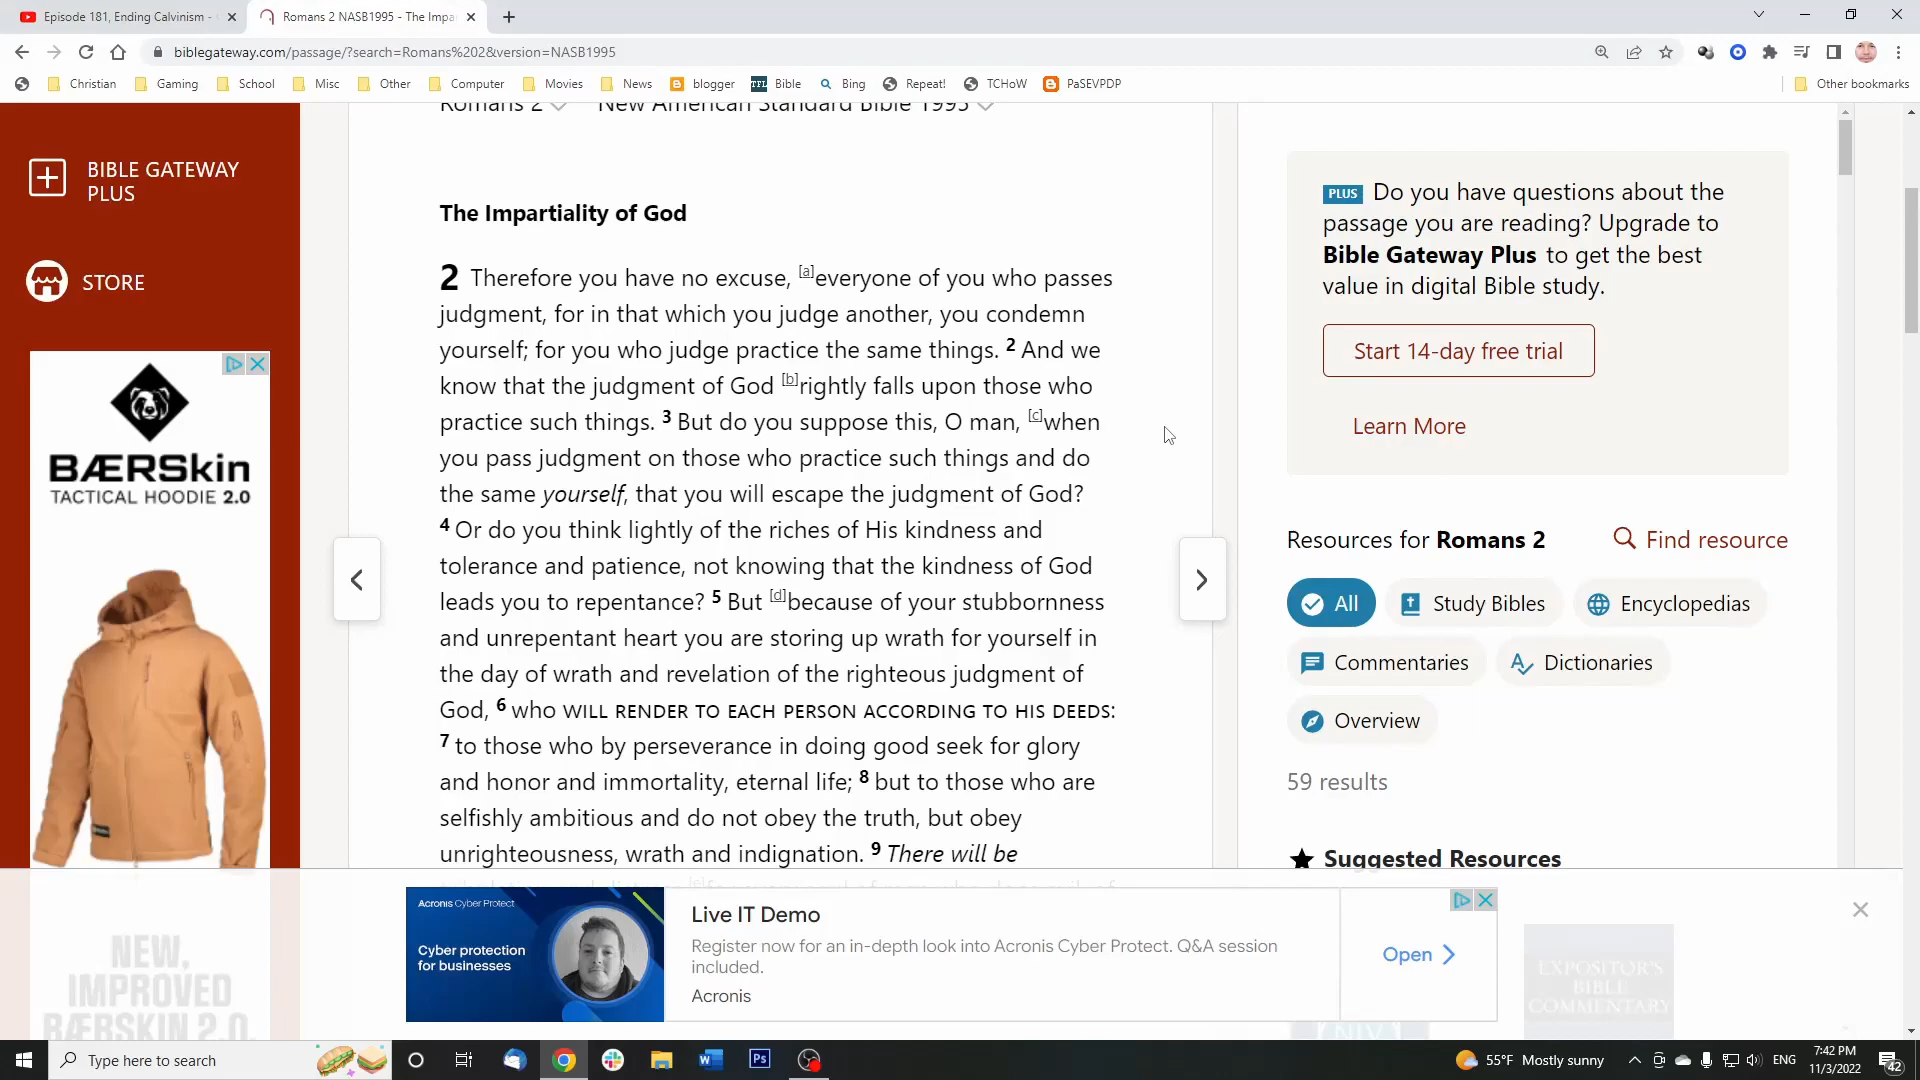 Episode 181, Ending Calvinism -
Romans 2 NASB1995 - The Impa
biblegateway.com/passage/?search=Romans%202&version=NASB1995
Christian
Gaming
School
Misc
Other
Computer
Movies
News
blogger
TFL Bible
Bing
Repeat!
TCHoW
PaSEVPDP
Other bookmarks
BIBLE GATEWAY
PLUS
STORE
BÆRSkin
TACTICAL HOODIE 2.0
NEW,
IMPROVED
BÆRSKIN 2.0
Romans 2
New American Standard Bible 1995
The Impartiality of God
2 Therefore you have no excuse, [a]everyone of you who passes
judgment, for in that which you judge another, you condemn
yourself; for you who judge practice the same things. 2 And we
know that the judgment of God [b]rightly falls upon those who
practice such things. 3 But do you suppose this, O man, [c]when
you pass judgment on those who practice such things and do
the same yourself, that you will escape the judgment of God?
4 Or do you think lightly of the riches of His kindness and
tolerance and patience, not knowing that the kindness of God
leads you to repentance? 5 But [d]because of your stubbornness
and unrepentant heart you are storing up wrath for yourself in
the day of wrath and revelation of the righteous judgment of
God, 6 who WILL RENDER TO EACH PERSON ACCORDING TO HIS DEEDS:
7 to those who by perseverance in doing good seek for glory
and honor and immortality, eternal life; 8 but to those who are
selfishly ambitious and do not obey the truth, but obey
unrighteousness, wrath and indignation. 9 There will be
PLUS Do you have questions about the
passage you are reading? Upgrade to
Bible Gateway Plus to get the best
value in digital Bible study.
Start 14-day free trial
Learn More
Resources for Romans 2
Find resource
All
Study Bibles
Encyclopedias
Commentaries
Dictionaries
Overview
59 results
Suggested Resources
EXPOSITOR'S
BIBLE
COMMENTARY
Acronis Cyber Protect
Cyber protection
for businesses
Live IT Demo
Register now for an in-depth look into Acronis Cyber Protect. Q&A session
included.
Acronis
Open
Type here to search
55°F Mostly sunny
ENG
7:42 PM
11/3/2022
42